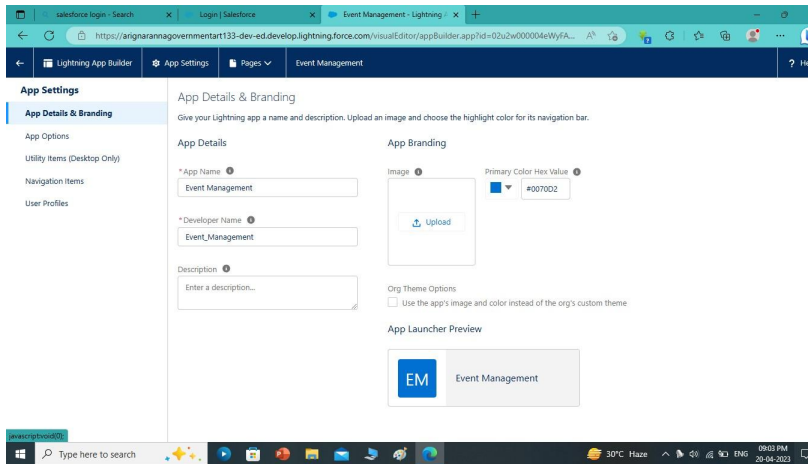 salesforce login - Search
Login | Salesforce
Event Management - Lightning A
https://arignarannagovernmentart133-dev-ed.develop.lightning.force.com/visualEditor/appBuilder.app?id=02u2w000004eWyFA...
Lightning App Builder
App Settings
Pages
Event Management
? He
App Settings
App Details & Branding
App Options
Utility Items (Desktop Only)
Navigation Items
User Profiles
App Details & Branding
Give your Lightning app a name and description. Upload an image and choose the highlight color for its navigation bar.
App Details
App Branding
*App Name
Event Management
*Developer Name
Event_Management
Description
Enter a description...
Image
Upload
Primary Color Hex Value
#0070D2
Org Theme Options
Use the app's image and color instead of the org's custom theme
App Launcher Preview
EM
Event Management
javascript:void(0);
Type here to search
30°C Haze
ENG
09:03 PM
20-04-2023